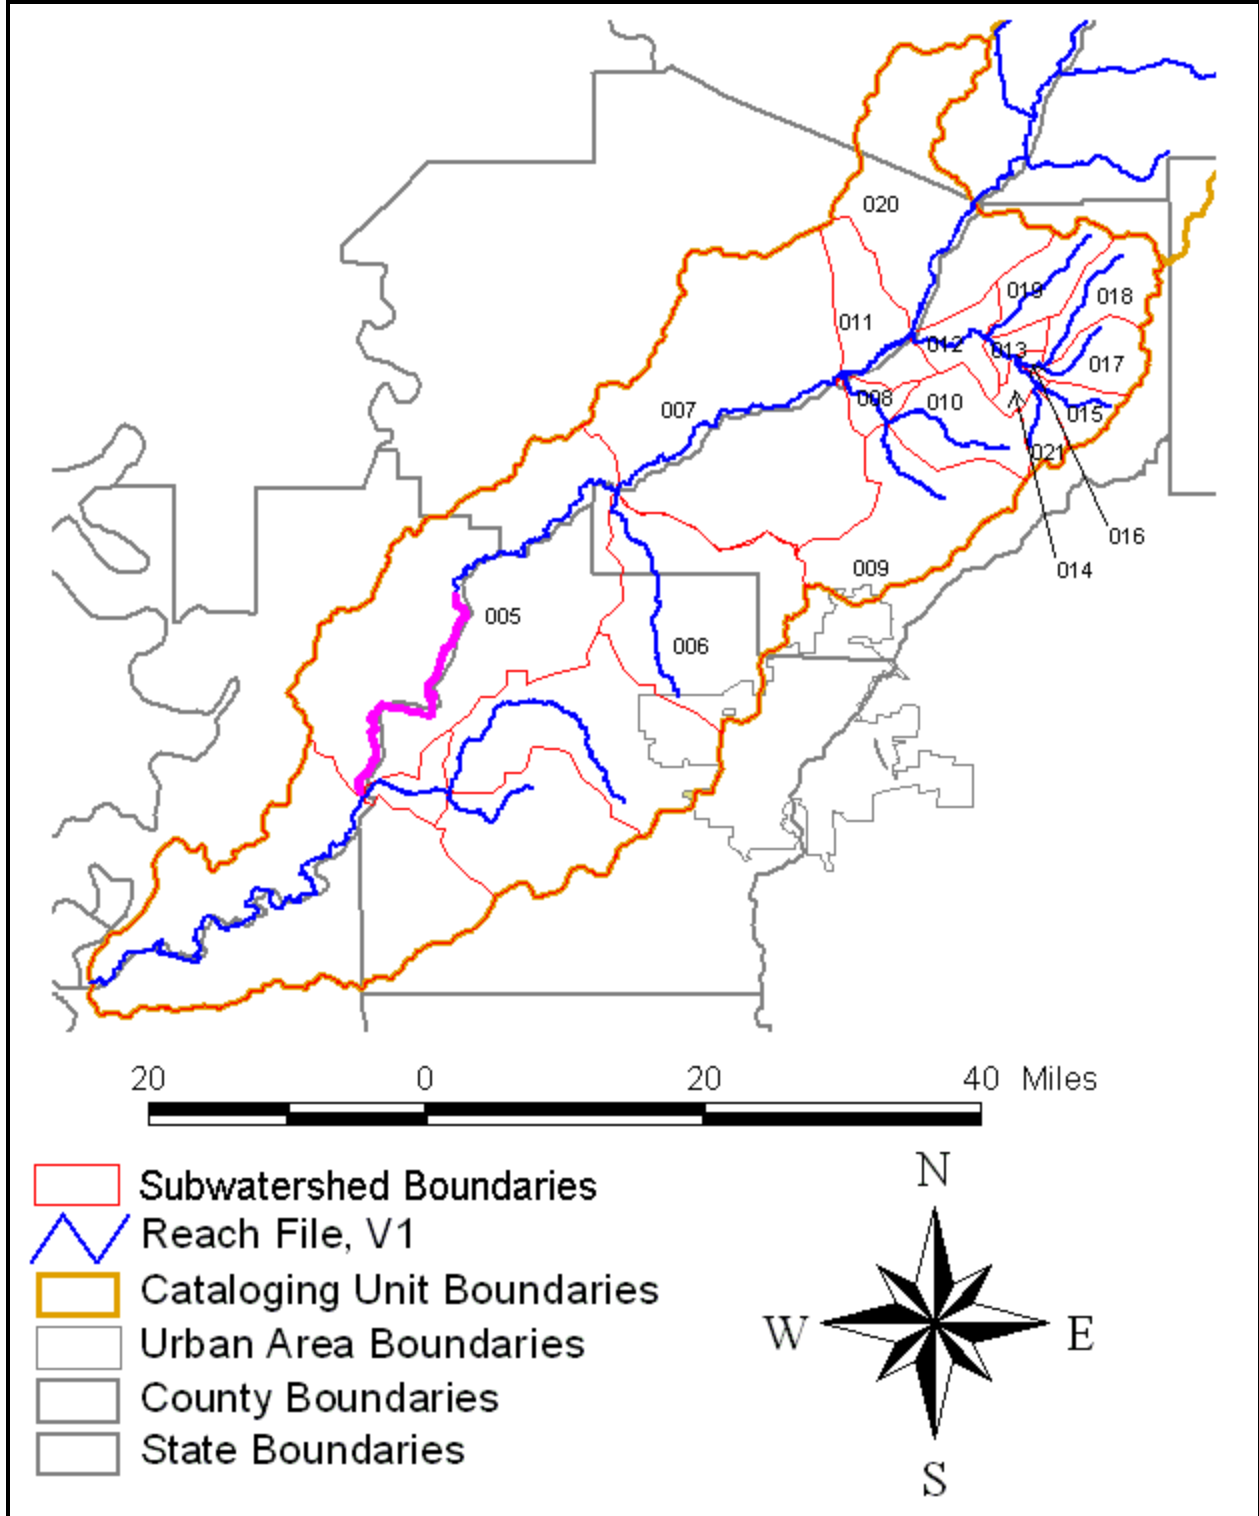 020
019
018
011
012
013
017
008
010
007
015
021
016
009
014
005
006
20 0 20 40 Miles
Subwatershed Boundaries
Reach File, V1
Cataloging Unit Boundaries
Urban Area Boundaries
County Boundaries
State Boundaries
N
W E
S